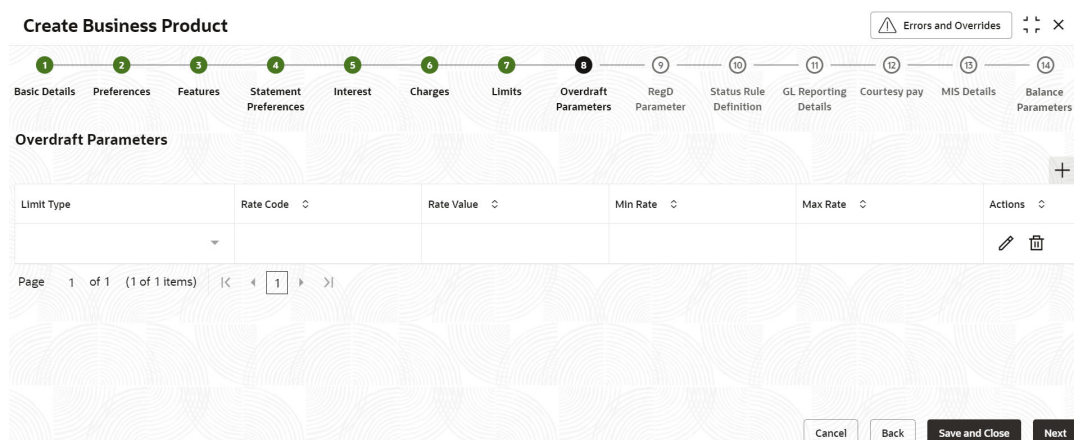 Create Business Product
Errors and Overrides
1 2 3 4 5 6 7 8 9 10 11 12 13 14
Basic Details Preferences Features Statement Preferences Interest Charges Limits Overdraft Parameters RegD Parameter Status Rule Definition GL Reporting Details Courtesy pay MIS Details Balance Parameters
Overdraft Parameters
Limit Type Rate Code Rate Value Min Rate Max Rate Actions
Page 1 of 1 (1 of 1 items) 1
Cancel Back Save and Close Next